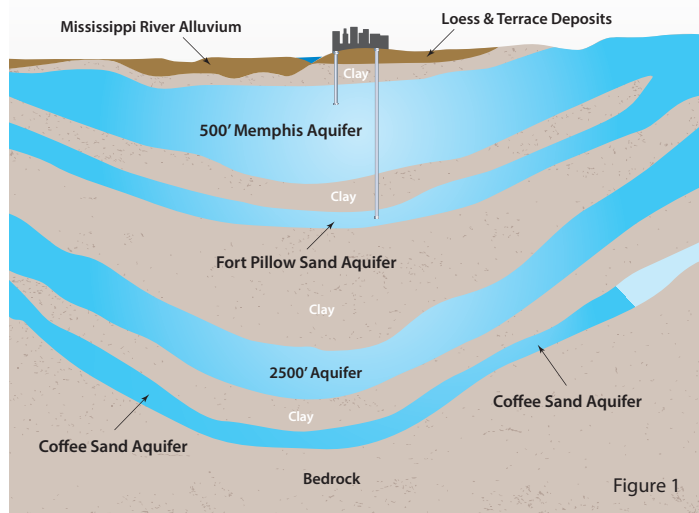 Mississippi River Alluvium
Loess & Terrace Deposits
Clay
500’ Memphis Aquifer
Clay
Fort Pillow Sand Aquifer
Clay
2500’ Aquifer
Coffee Sand Aquifer
Clay
Coffee Sand Aquifer
Bedrock
Figure 1